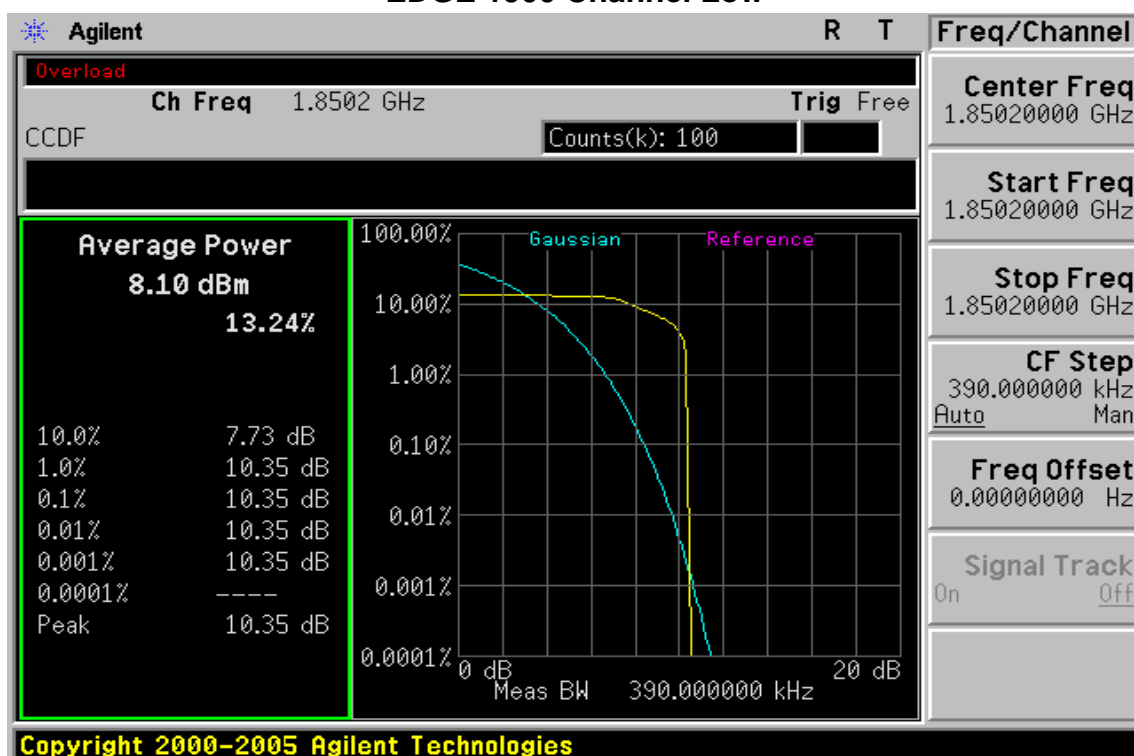 Agilent R T Freq/Channel
Overload
Ch Freq 1.8502 GHz Trig Free
CCDF Counts(k): 100
Average Power
8.10 dBm
13.24%
10.0% 7.73 dB
1.0% 10.35 dB
0.1% 10.35 dB
0.01% 10.35 dB
0.001% 10.35 dB
0.0001% ----
Peak 10.35 dB
Gaussian Reference
100.00%
10.00%
1.00%
0.10%
0.01%
0.001%
0.0001%
0 dB 20 dB
Meas BW 390.000000 kHz
Center Freq
1.85020000 GHz
Start Freq
1.85020000 GHz
Stop Freq
1.85020000 GHz
CF Step
390.000000 kHz
Auto Man
Freq Offset
0.00000000 Hz
Signal Track
On Off
Copyright 2000-2005 Agilent Technologies